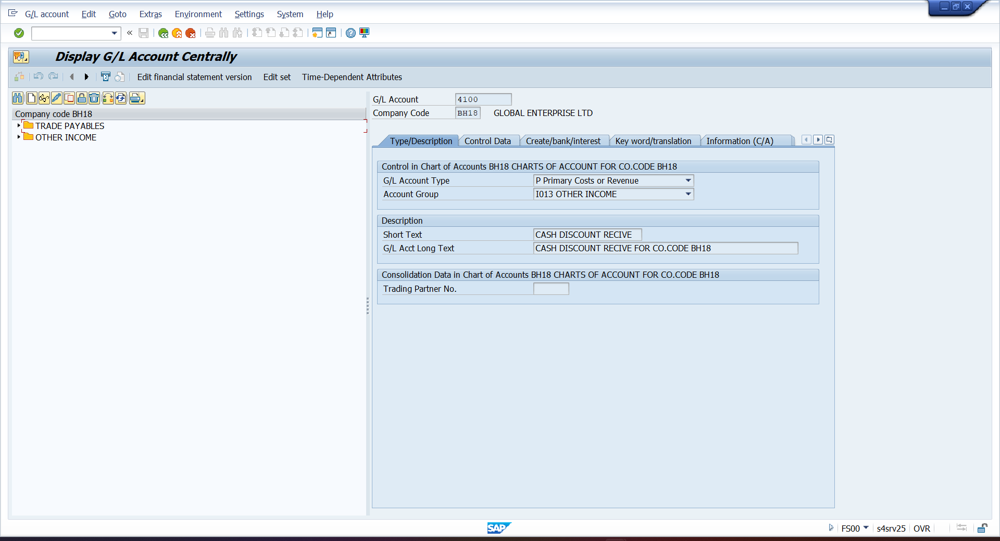 G/L account Edit Goto Extras Environment Settings System Help
Display G/L Account Centrally
Edit financial statement version Edit set Time-Dependent Attributes
Company code BH18
TRADE PAYABLES
OTHER INCOME
G/L Account 4100
Company Code BH18 GLOBAL ENTERPRISE LTD
Type/Description Control Data Create/bank/interest Key word/translation Information (C/A)
Control in Chart of Accounts BH18 CHARTS OF ACCOUNT FOR CO.CODE BH18
G/L Account Type P Primary Costs or Revenue
Account Group I013 OTHER INCOME
Description
Short Text CASH DISCOUNT RECIVE
G/L Acct Long Text CASH DISCOUNT RECIVE FOR CO.CODE BH18
Consolidation Data in Chart of Accounts BH18 CHARTS OF ACCOUNT FOR CO.CODE BH18
Trading Partner No.
SAP FS00 s4srv25 OVR